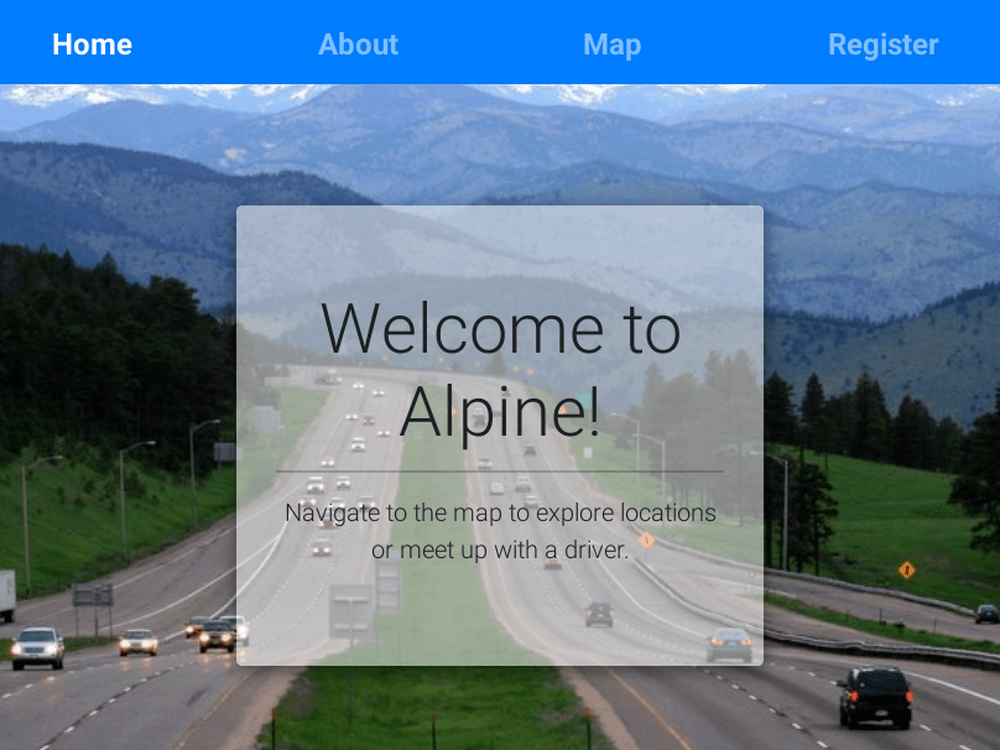 Home About Map Register
Welcome to
Alpine!
Navigate to the map to explore locations
or meet up with a driver.